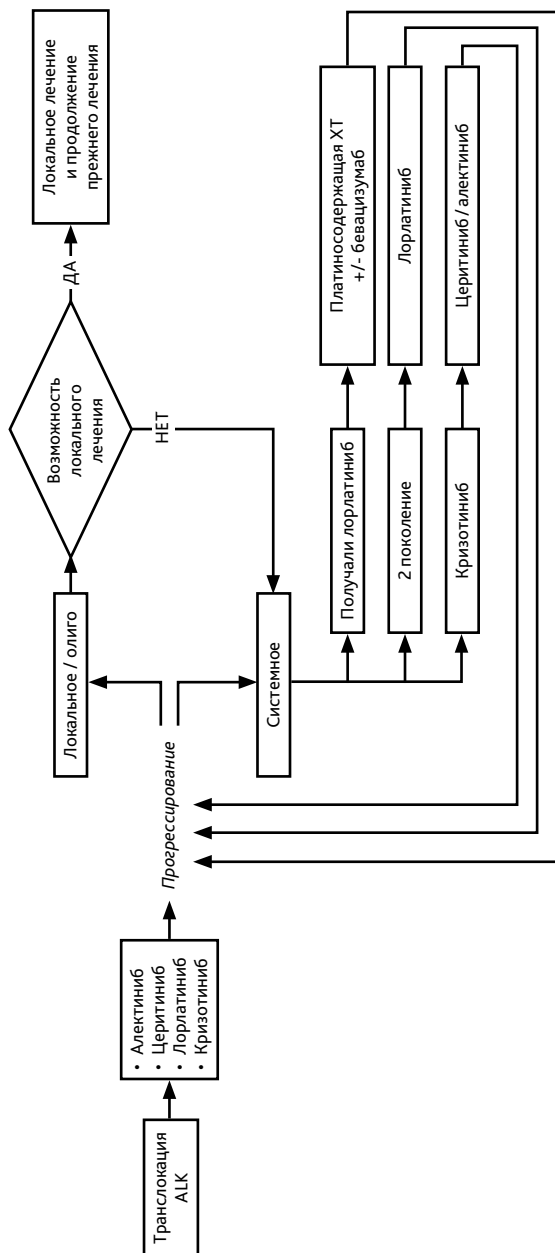 Транслокация
ALK
• Алектиниб
• Церитиниб
• Лорлатиниб
• Кризотиниб
Прогрессирование
Локальное / олиго
Возможность
локального
лечения
ДА
Локальное лечение
и продолжение
прежнего лечения
НЕТ
Системное
Получали лорлатиниб
Платиносодержащая ХТ
+/- бевацизумаб
2 поколение
Лорлатиниб
Кризотиниб
Церитиниб / алектиниб